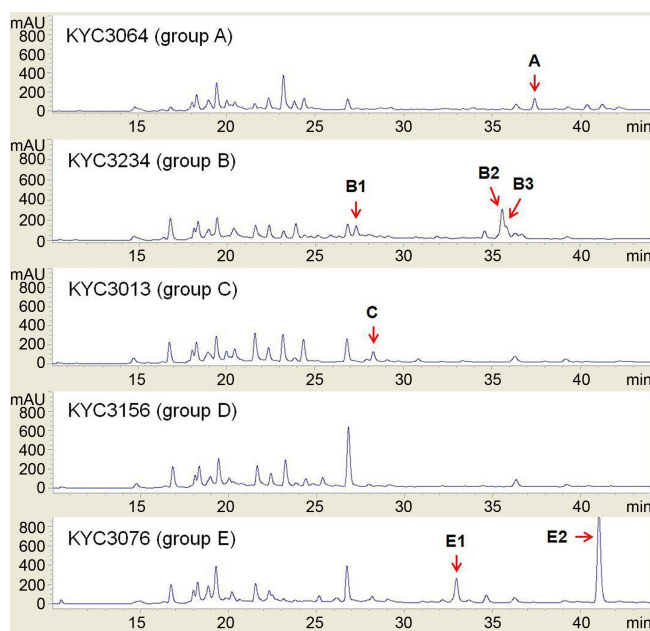 mAU
800
600
400
200
0
KYC3064 (group A)
A
15 20 25 30 35 40 min
mAU
800
600
400
200
0
KYC3234 (group B)
B1
B2
B3
15 20 25 30 35 40 min
mAU
800
600
400
200
0
KYC3013 (group C)
C
15 20 25 30 35 40 min
mAU
800
600
400
200
0
KYC3156 (group D)
15 20 25 30 35 40 min
mAU
800
600
400
200
0
KYC3076 (group E)
E1
E2
15 20 25 30 35 40 min